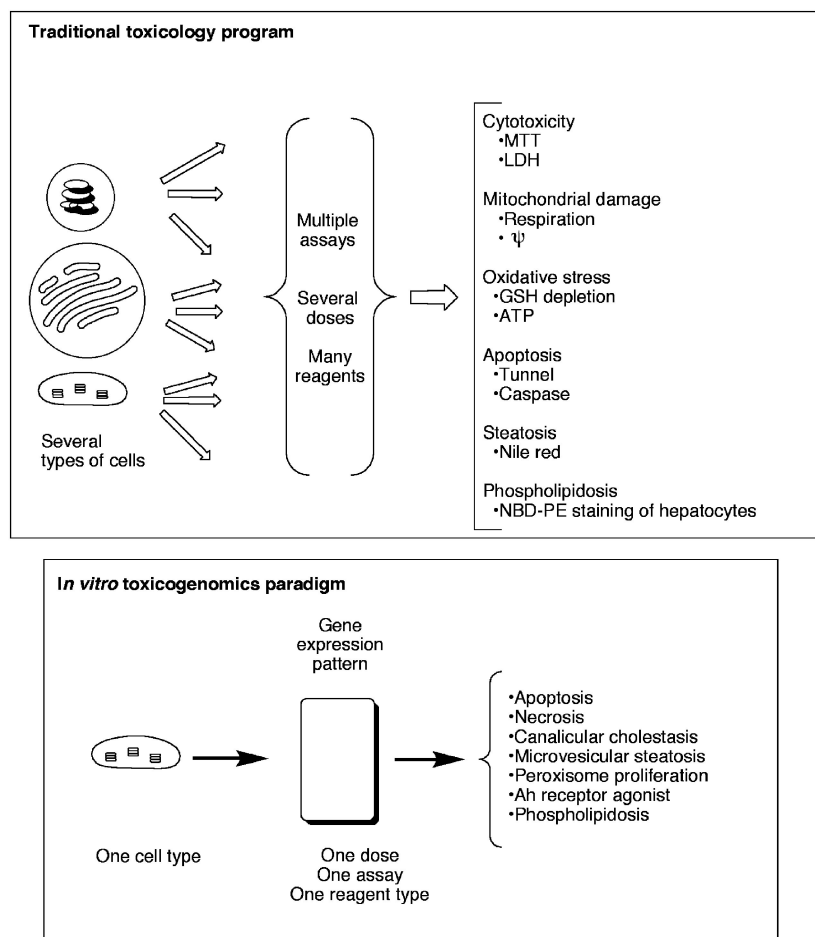 Traditional toxicology program
Several
types of cells
Multiple
assays
Several
doses
Many
reagents
Cytotoxicity
•MTT
•LDH
Mitochondrial damage
•Respiration
• ψ
Oxidative stress
•GSH depletion
•ATP
Apoptosis
•Tunnel
•Caspase
Steatosis
•Nile red
Phospholipidosis
•NBD-PE staining of hepatocytes
In vitro toxicogenomics paradigm
One cell type
Gene
expression
pattern
One dose
One assay
One reagent type
•Apoptosis
•Necrosis
•Canalicular cholestasis
•Microvesicular steatosis
•Peroxisome proliferation
•Ah receptor agonist
•Phospholipidosis